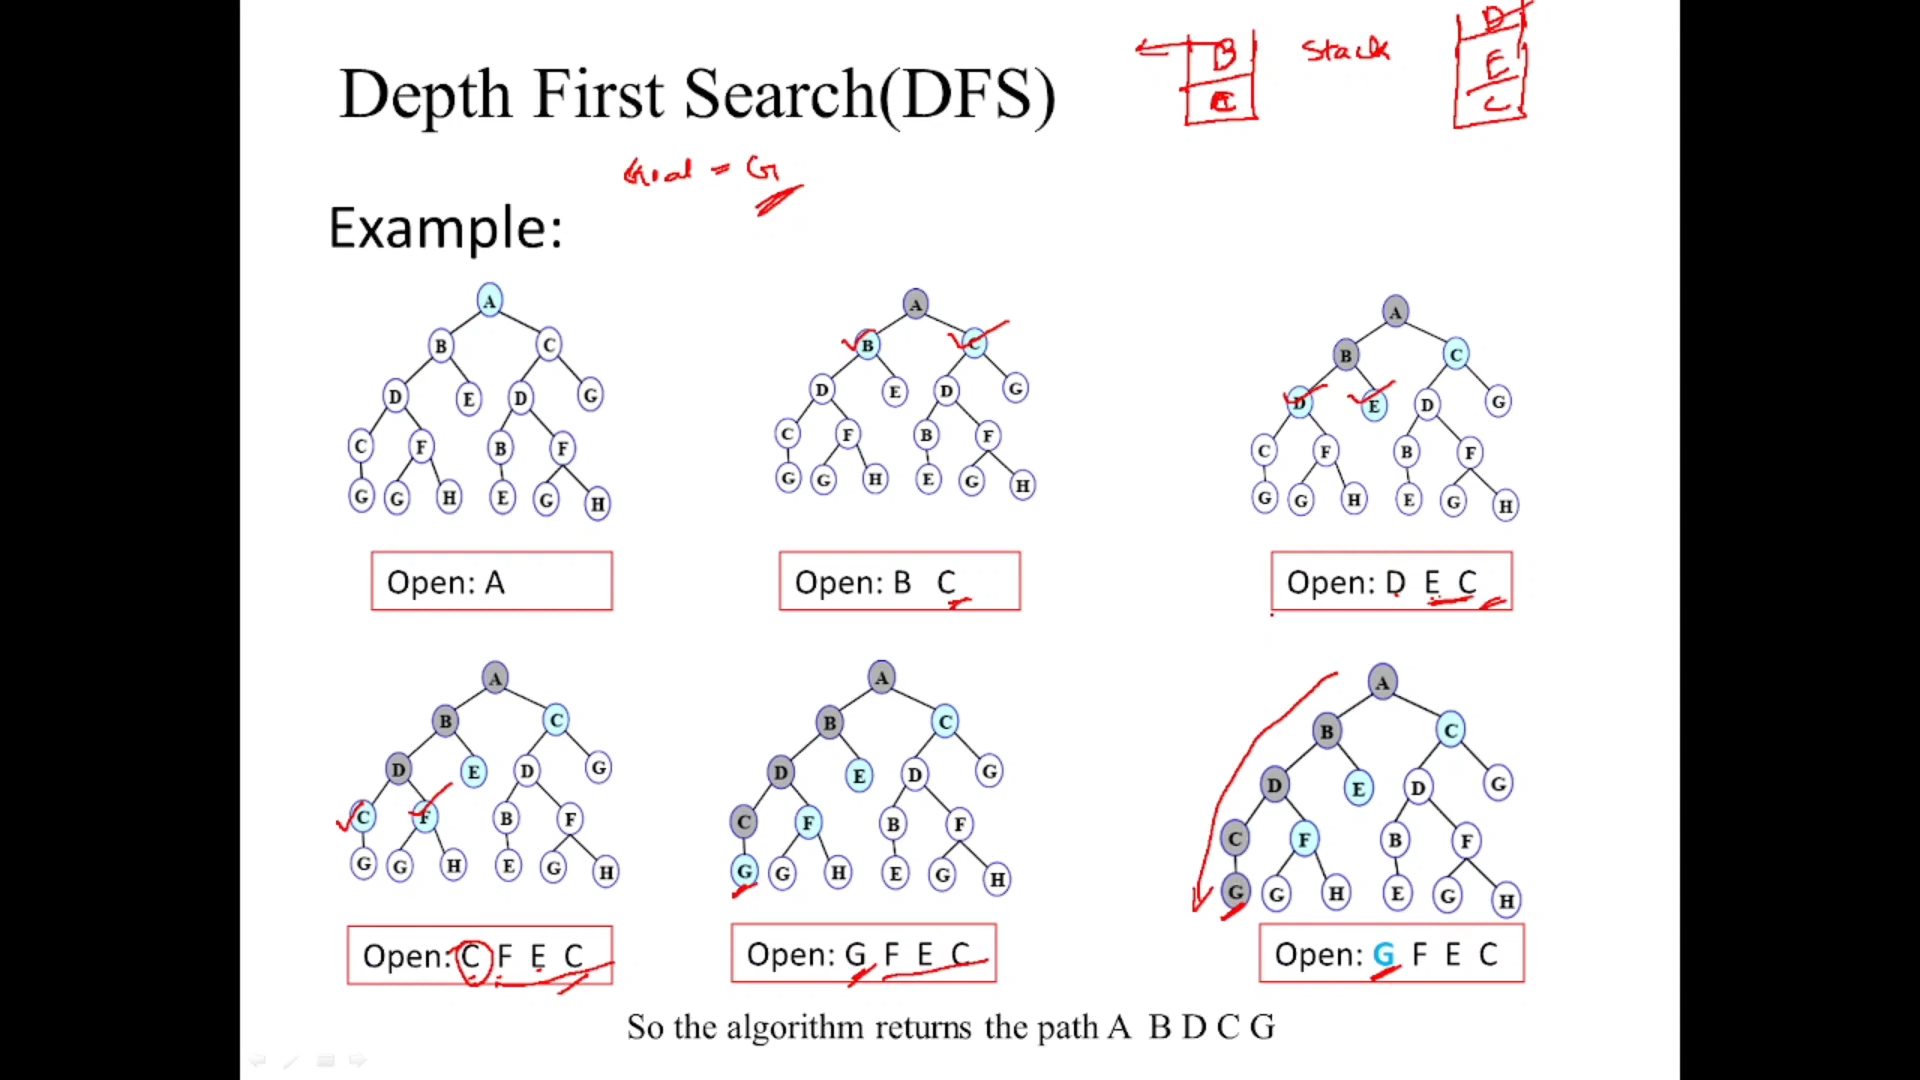 Depth First Search(DFS)
B
C
Stack
D
E
C
Goal = G
Example:
A
B C
D E D G
C F B F
G G H E G H
A
B C
D E D G
C F B F
G G H E G H
A
B C
D E D G
C F B F
G G H E G H
Open: A
Open: B C
Open: D E C
A
B C
D E D G
C F B F
G G H E G H
A
B C
D E D G
C F B F
G G H E G H
A
B C
D E D G
C F B F
G G H E G H
Open: C F E C
Open: G F E C
Open: G F E C
So the algorithm returns the path A B D C G